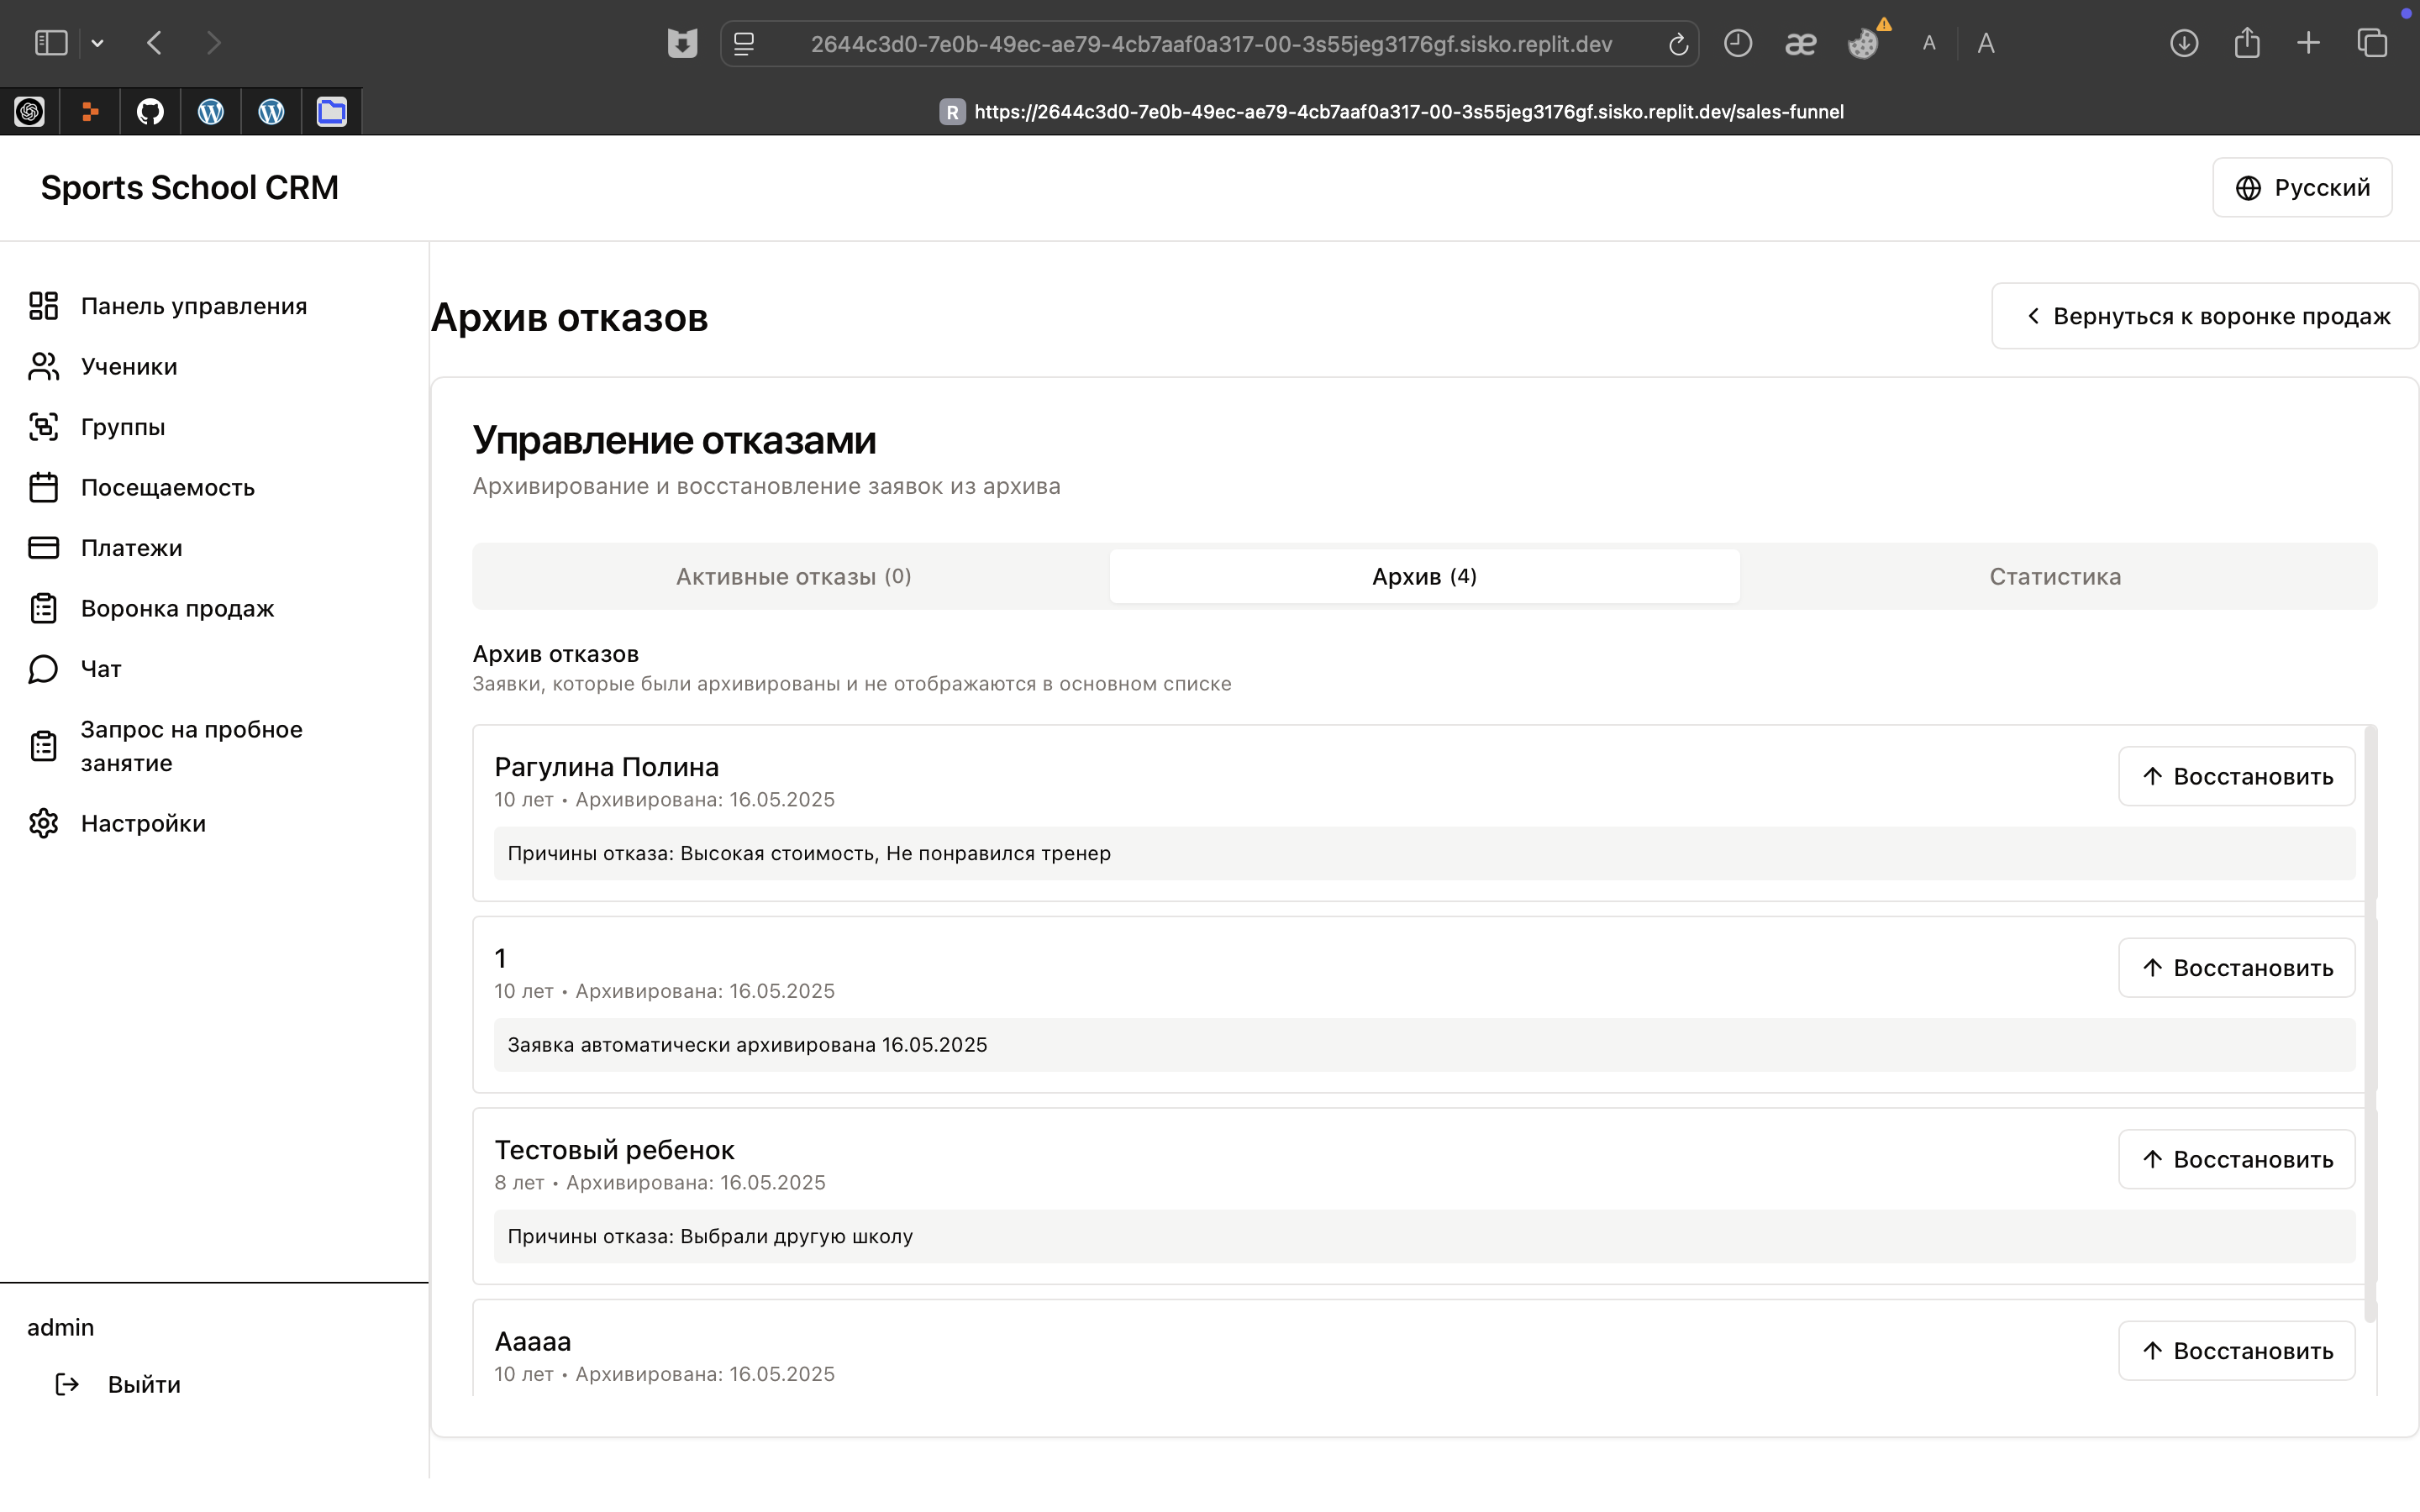 2644c3d0-7e0b-49ec-ae79-4cb7aaf0a317-00-3s55jeg3176gf.sisko.replit.dev
æ
A
A
R https://2644c3d0-7e0b-49ec-ae79-4cb7aaf0a317-00-3s55jeg3176gf.sisko.replit.dev/sales-funnel
Sports School CRM
Русский
Панель управления
Ученики
Группы
Посещаемость
Платежи
Воронка продаж
Чат
Запрос на пробное
занятие
Настройки
admin
Выйти
Архив отказов
Вернуться к воронке продаж
Управление отказами
Архивирование и восстановление заявок из архива
Активные отказы (0)
Архив (4)
Статистика
Архив отказов
Заявки, которые были архивированы и не отображаются в основном списке
Рагулина Полина
10 лет • Архивирована: 16.05.2025
Восстановить
Причины отказа: Высокая стоимость, Не понравился тренер
1
10 лет • Архивирована: 16.05.2025
Восстановить
Заявка автоматически архивирована 16.05.2025
Тестовый ребенок
8 лет • Архивирована: 16.05.2025
Восстановить
Причины отказа: Выбрали другую школу
Ааааа
10 лет • Архивирована: 16.05.2025
Восстановить